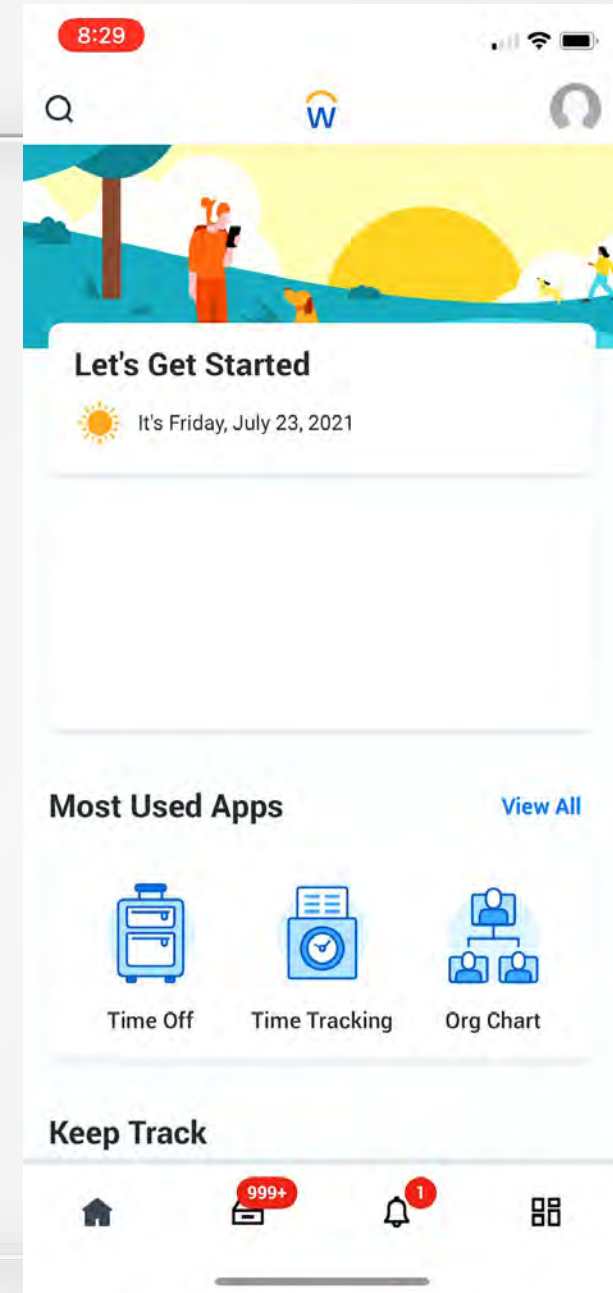 8:29
W
Let's Get Started
It's Friday, July 23, 2021
Most Used Apps
View All
Time Off
Time Tracking
Org Chart
Keep Track
999+
1